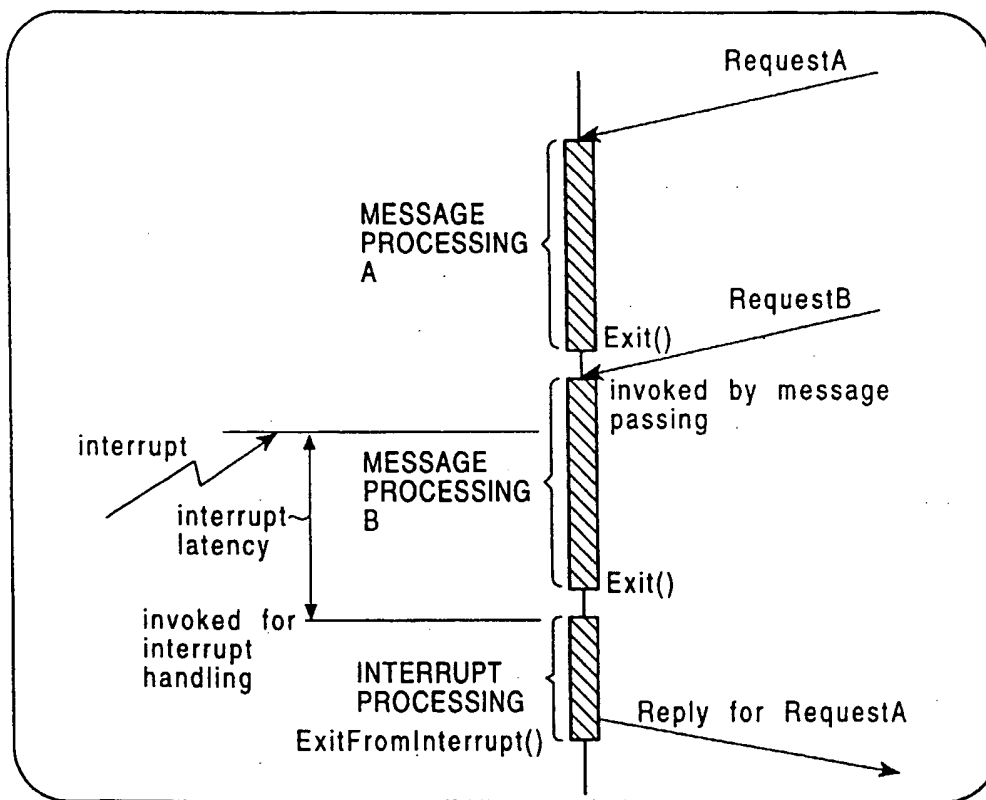 RequestA
MESSAGE
PROCESSING
A
RequestB
Exit()
invoked by message
passing
interrupt
MESSAGE
PROCESSING
B
interrupt
latency
Exit()
invoked for
interrupt
handling
INTERRUPT
PROCESSING
Reply for RequestA
ExitFromInterrupt()